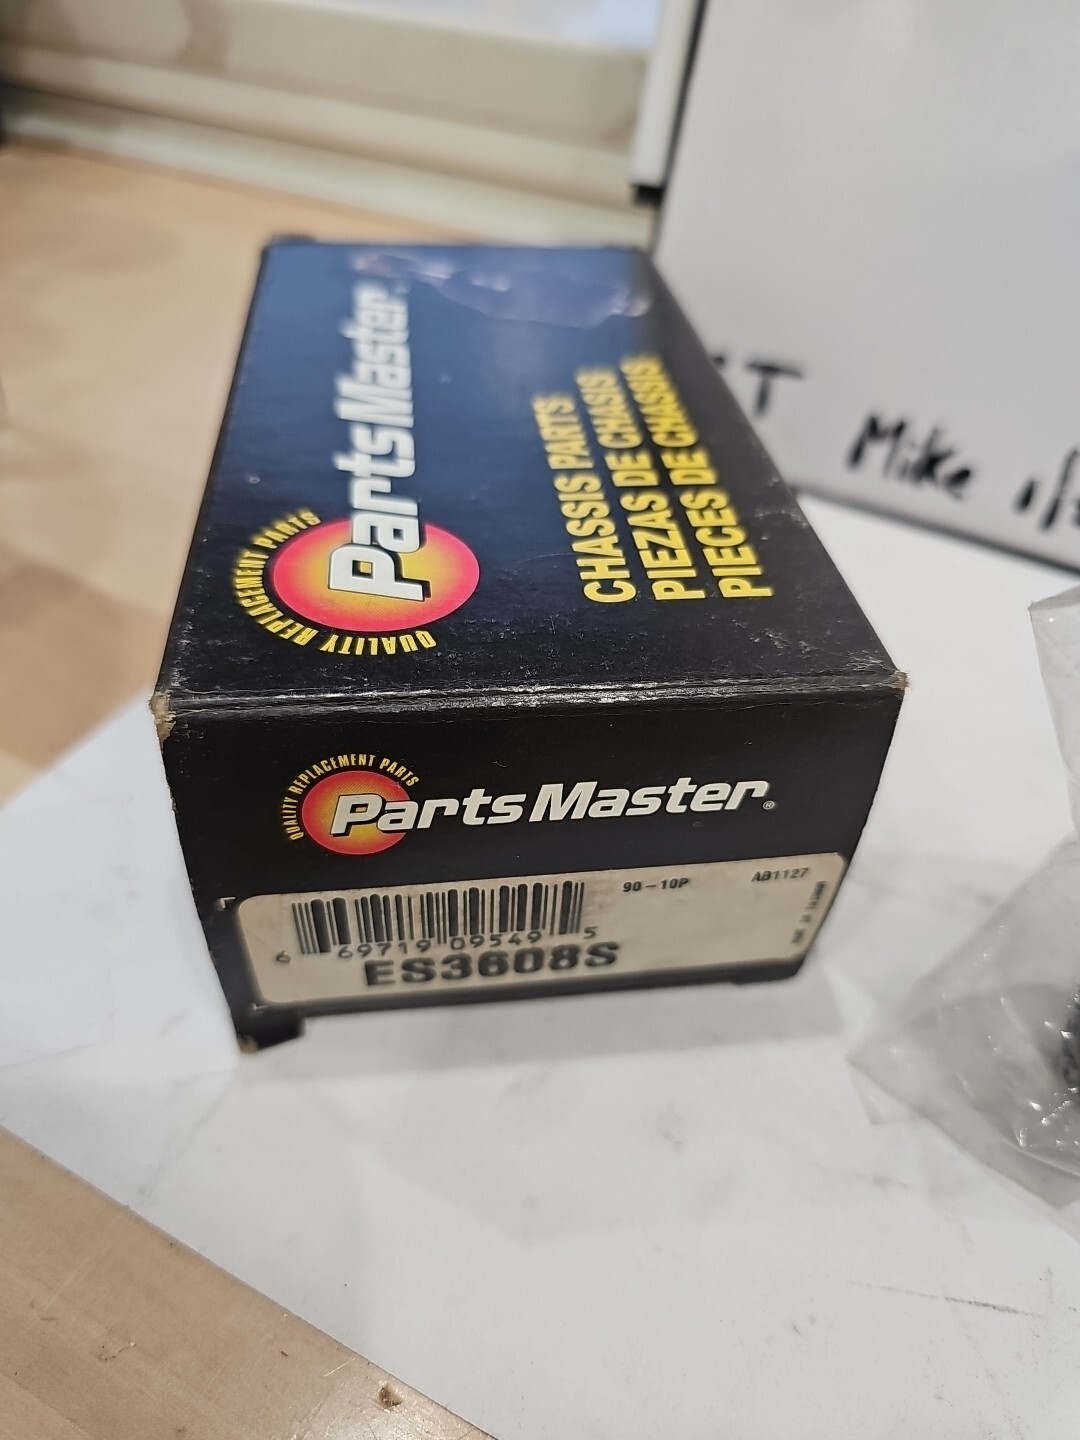 PartsMaster
QUALITY REPLACEMENT PARTS
CHASSIS PARTS
PIEZAS DE CHASIS
PIECES DE CHASSIS
QUALITY REPLACEMENT PARTS
PartsMaster®
90-10P
AB1127
6 69719 09549 5
ES3608S
T
Mike